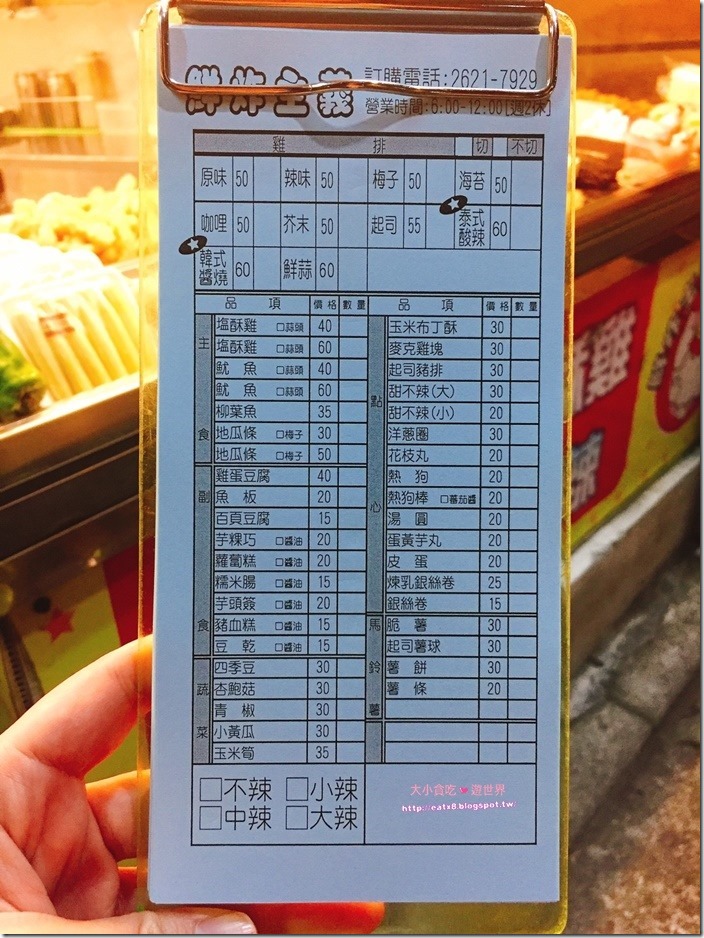 鮮炸主義 訂購電話:2621-7929
營業時間:6:00-12:00[週2休]
雞 排 切 不切
原味 50 辣味 50 梅子 50 海苔 50
咖哩 50 芥末 50 起司 55 泰式酸辣 60
韓式醬燒 60 鮮蒜 60
品 項 價格 數量
主食
塩酥雞 □蒜頭 40
塩酥雞 □蒜頭 60
魷 魚 □蒜頭 40
魷 魚 □蒜頭 60
柳葉魚 35
地瓜條 □梅子 30
地瓜條 □梅子 50
副食
雞蛋豆腐 40
魚 板 20
百頁豆腐 15
芋粿巧 □醬油 20
蘿蔔糕 □醬油 20
糯米腸 □醬油 15
芋頭簽 □醬油 20
豬血糕 □醬油 15
豆 乾 □醬油 15
蔬菜
四季豆 30
杏鮑菇 30
青 椒 30
小黃瓜 30
玉米筍 35
品 項 價格 數量
點心
玉米布丁酥 30
麥克雞塊 30
起司豬排 30
甜不辣(大) 30
甜不辣(小) 20
洋蔥圈 30
花枝丸 20
熱 狗 20
熱狗棒 □蕃茄醬 20
湯 圓 20
蛋黃芋丸 20
皮 蛋 20
煉乳銀絲卷 25
銀絲卷 15
馬鈴薯
脆 薯 30
起司薯球 30
薯 餅 30
薯 條 20
□不辣 □小辣
□中辣 □大辣
大小食吃 遊世界
http://eatx8.blogspot.tw/